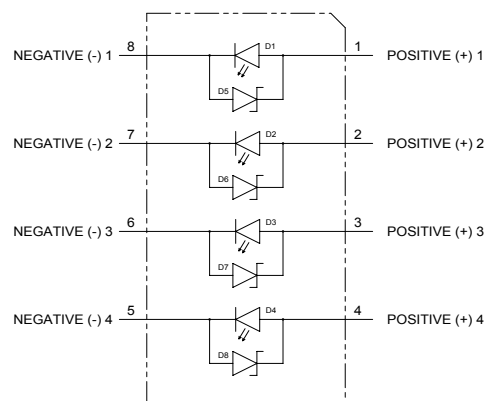 NEGATIVE (-) 1 8 D1 1 POSITIVE (+) 1
D5
NEGATIVE (-) 2 7 D2 2 POSITIVE (+) 2
D6
NEGATIVE (-) 3 6 D3 3 POSITIVE (+) 3
D7
NEGATIVE (-) 4 5 D4 4 POSITIVE (+) 4
D8